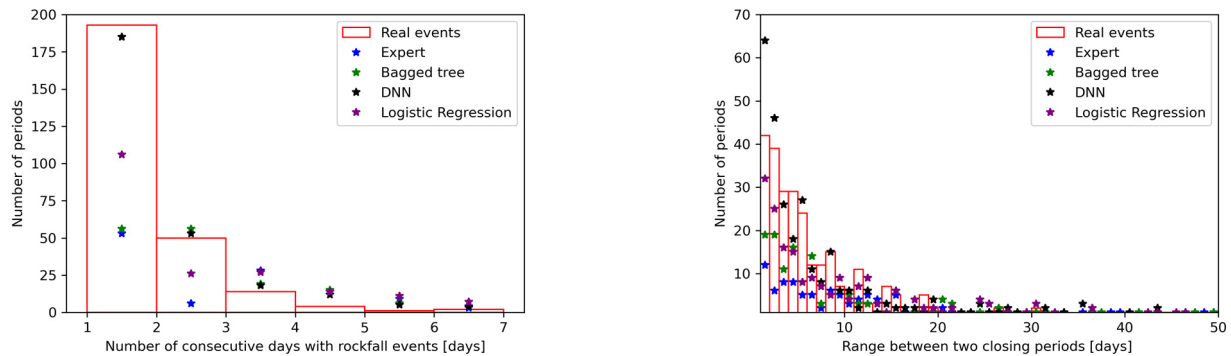 200
175
150
125
100
75
50
25
0
Number of periods
1 2 3 4 5 6 7
Number of consecutive days with rockfall events [days]
Real events
Expert
Bagged tree
DNN
Logistic Regression
70
60
50
40
30
20
10
Number of periods
10 20 30 40 50
Range between two closing periods [days]
Real events
Expert
Bagged tree
DNN
Logistic Regression